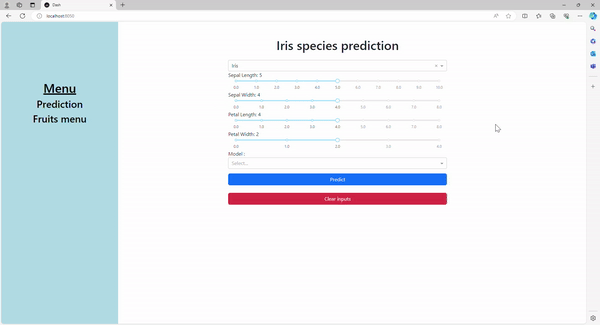 Dash
localhost:8050
Menu
Prediction
Fruits menu
Iris species prediction
Iris
Sepal Length: 5
0.0 1.0 2.0 3.0 4.0 5.0 6.0 7.0 8.0 9.0 10.0
Sepal Width: 4
0.0 1.0 2.0 3.0 4.0 5.0 6.0 7.0 8.0
Petal Length: 4
0.0 1.0 2.0 3.0 4.0 5.0 6.0 7.0 8.0
Petal Width: 2
0.0 1.0 2.0 3.0 4.0
Model :
Select...
Predict
Clear inputs